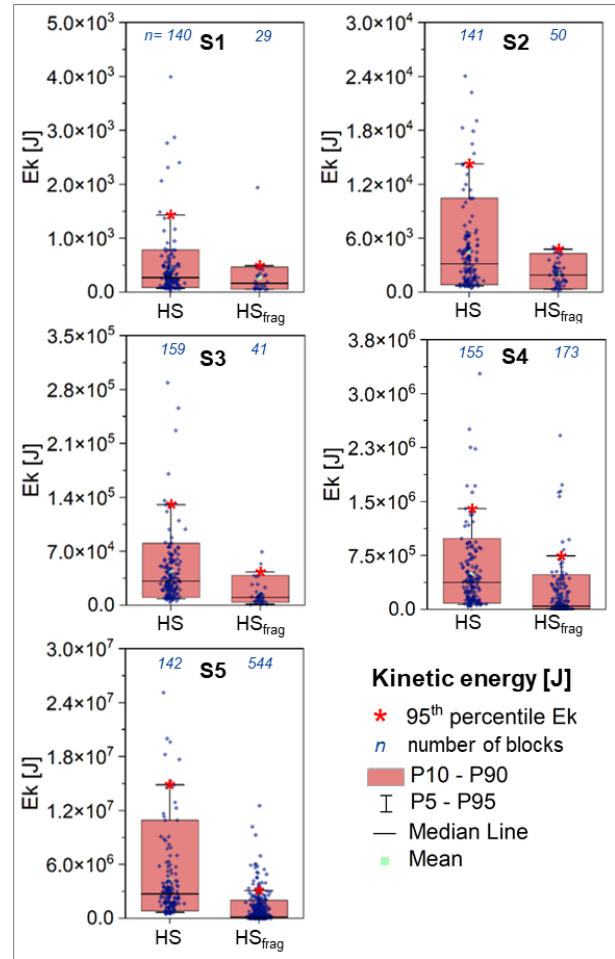 n= 140 S1 29
5.0×10³
4.0×10³
3.0×10³
2.0×10³
1.0×10³
0.0
Ek [J]
HS HSfrag
141 S2 50
3.0×10⁴
2.4×10⁴
1.8×10⁴
1.2×10⁴
6.0×10³
0.0
Ek [J]
HS HSfrag
159 S3 41
3.5×10⁵
2.8×10⁵
2.1×10⁵
1.4×10⁵
7.0×10⁴
0.0
Ek [J]
HS HSfrag
155 S4 173
3.8×10⁶
3.0×10⁶
2.3×10⁶
1.5×10⁶
7.5×10⁵
0.0
Ek [J]
HS HSfrag
142 S5 544
3.0×10⁷
2.4×10⁷
1.8×10⁷
1.2×10⁷
6.0×10⁶
0.0
Ek [J]
HS HSfrag
Kinetic energy [J]
* 95th percentile Ek
n number of blocks
P10 - P90
P5 - P95
Median Line
Mean